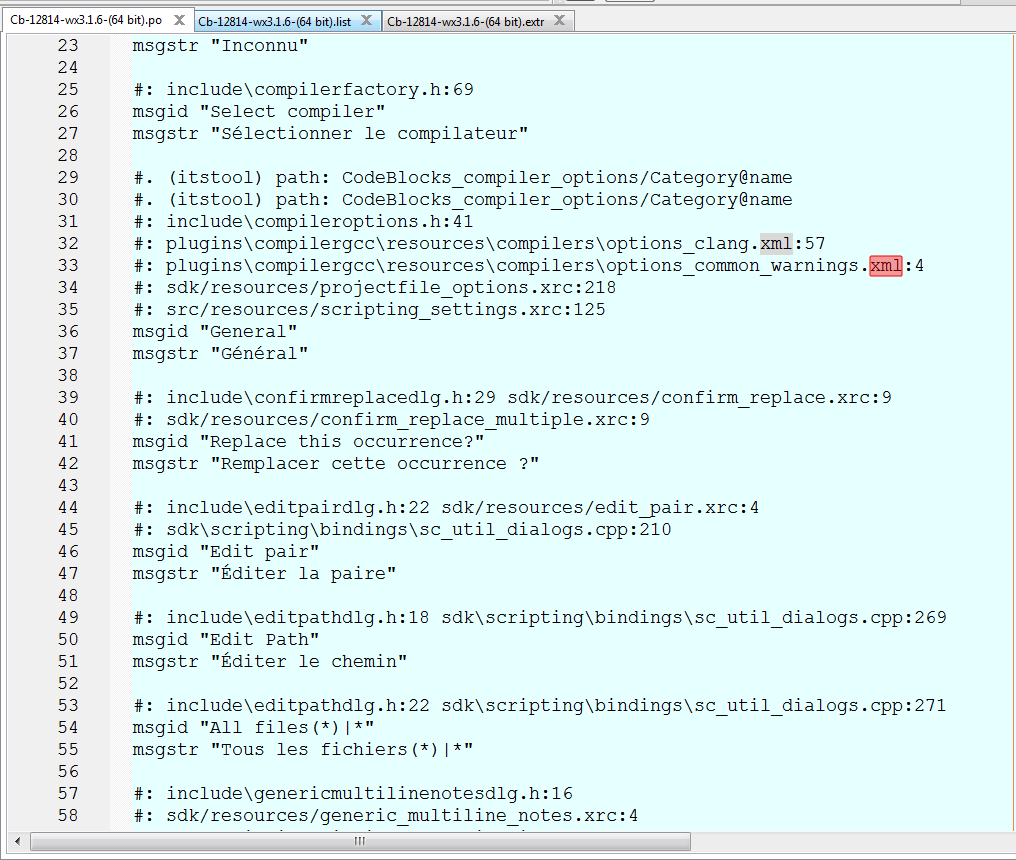 Cb-12814-wx3.1.6-(64 bit).po Cb-12814-wx3.1.6-(64 bit).list Cb-12814-wx3.1.6-(64 bit).extr
23 msgstr "Inconnu"
24
25 #: include\compilerfactory.h:69
26 msgid "Select compiler"
27 msgstr "Sélectionner le compilateur"
28
29 #. (itstool) path: CodeBlocks_compiler_options/Category@name
30 #. (itstool) path: CodeBlocks_compiler_options/Category@name
31 #: include\compileroptions.h:41
32 #: plugins\compilergcc\resources\compilers\options_clang.xml:57
33 #: plugins\compilergcc\resources\compilers\options_common_warnings.xml:4
34 #: sdk/resources/projectfile_options.xrc:218
35 #: src/resources/scripting_settings.xrc:125
36 msgid "General"
37 msgstr "Général"
38
39 #: include\confirmreplacedlg.h:29 sdk/resources/confirm_replace.xrc:9
40 #: sdk/resources/confirm_replace_multiple.xrc:9
41 msgid "Replace this occurrence?"
42 msgstr "Remplacer cette occurrence ?"
43
44 #: include\editpairdlg.h:22 sdk/resources/edit_pair.xrc:4
45 #: sdk\scripting\bindings\sc_util_dialogs.cpp:210
46 msgid "Edit pair"
47 msgstr "Éditer la paire"
48
49 #: include\editpathdlg.h:18 sdk\scripting\bindings\sc_util_dialogs.cpp:269
50 msgid "Edit Path"
51 msgstr "Éditer le chemin"
52
53 #: include\editpathdlg.h:22 sdk\scripting\bindings\sc_util_dialogs.cpp:271
54 msgid "All files(*)|*"
55 msgstr "Tous les fichiers(*)|*"
56
57 #: include\genericmultilinenotesdlg.h:16
58 #: sdk/resources/generic_multiline_notes.xrc:4